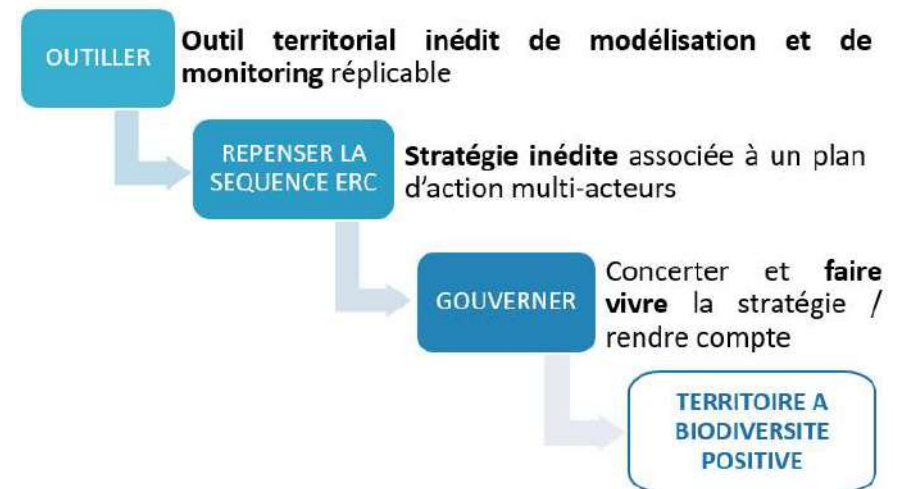 OUTILLER
Outil territorial inédit de modélisation et de
monitoring réplicable
REPENSER LA
SEQUENCE ERC
Stratégie inédite associée à un plan
d'action multi-acteurs
GOUVERNER
Concerter et faire
vivre la stratégie /
rendre compte
TERRITOIRE A
BIODIVERSITE
POSITIVE